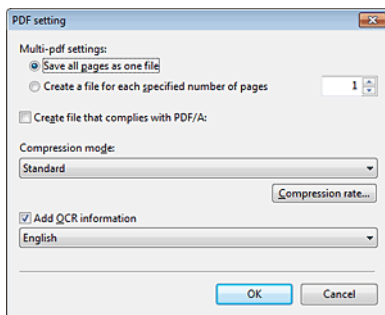 PDF setting
Multi-pdf settings:
Save all pages as one file
Create a file for each specified number of pages 1
Create file that complies with PDF/A:
Compression mode:
Standard
Compression rate...
Add OCR information
English
OK Cancel